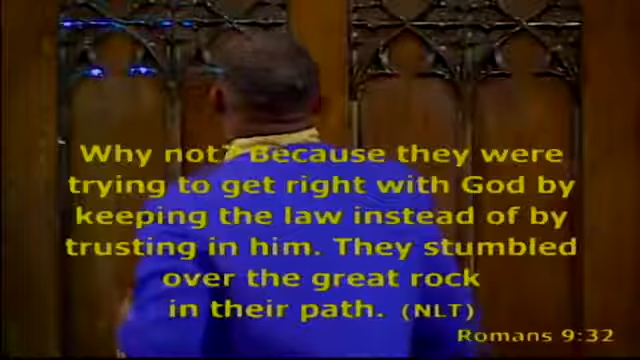 Why not? Because they were
trying to get right with God by
keeping the law instead of by
trusting in him. They stumbled
over the great rock
in their path. (NLT)
Romans 9:32